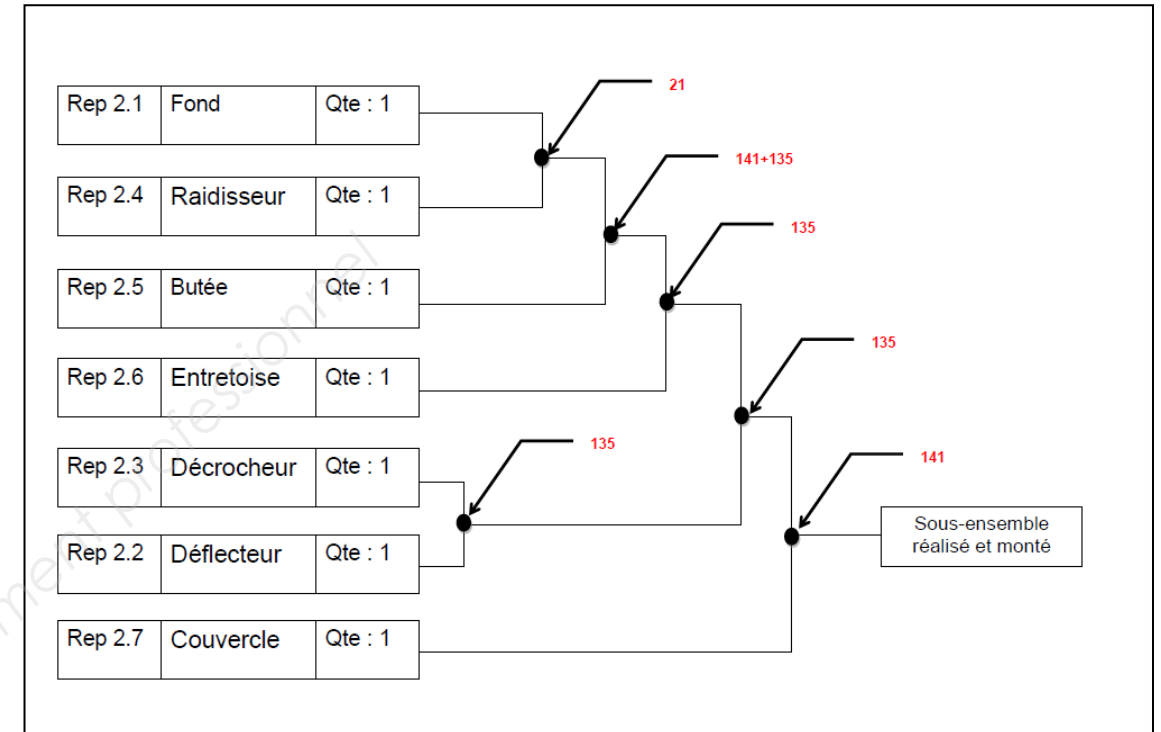 21
Rep 2.1 Fond Qte : 1
141+135
Rep 2.4 Raidisseur Qte : 1
135
Rep 2.5 Butée Qte : 1
135
Rep 2.6 Entretoise Qte : 1
135
141
Rep 2.3 Décrocheur Qte : 1
Sous-ensemble
réalisé et monté
Rep 2.2 Déflecteur Qte : 1
Rep 2.7 Couvercle Qte : 1
professionnel